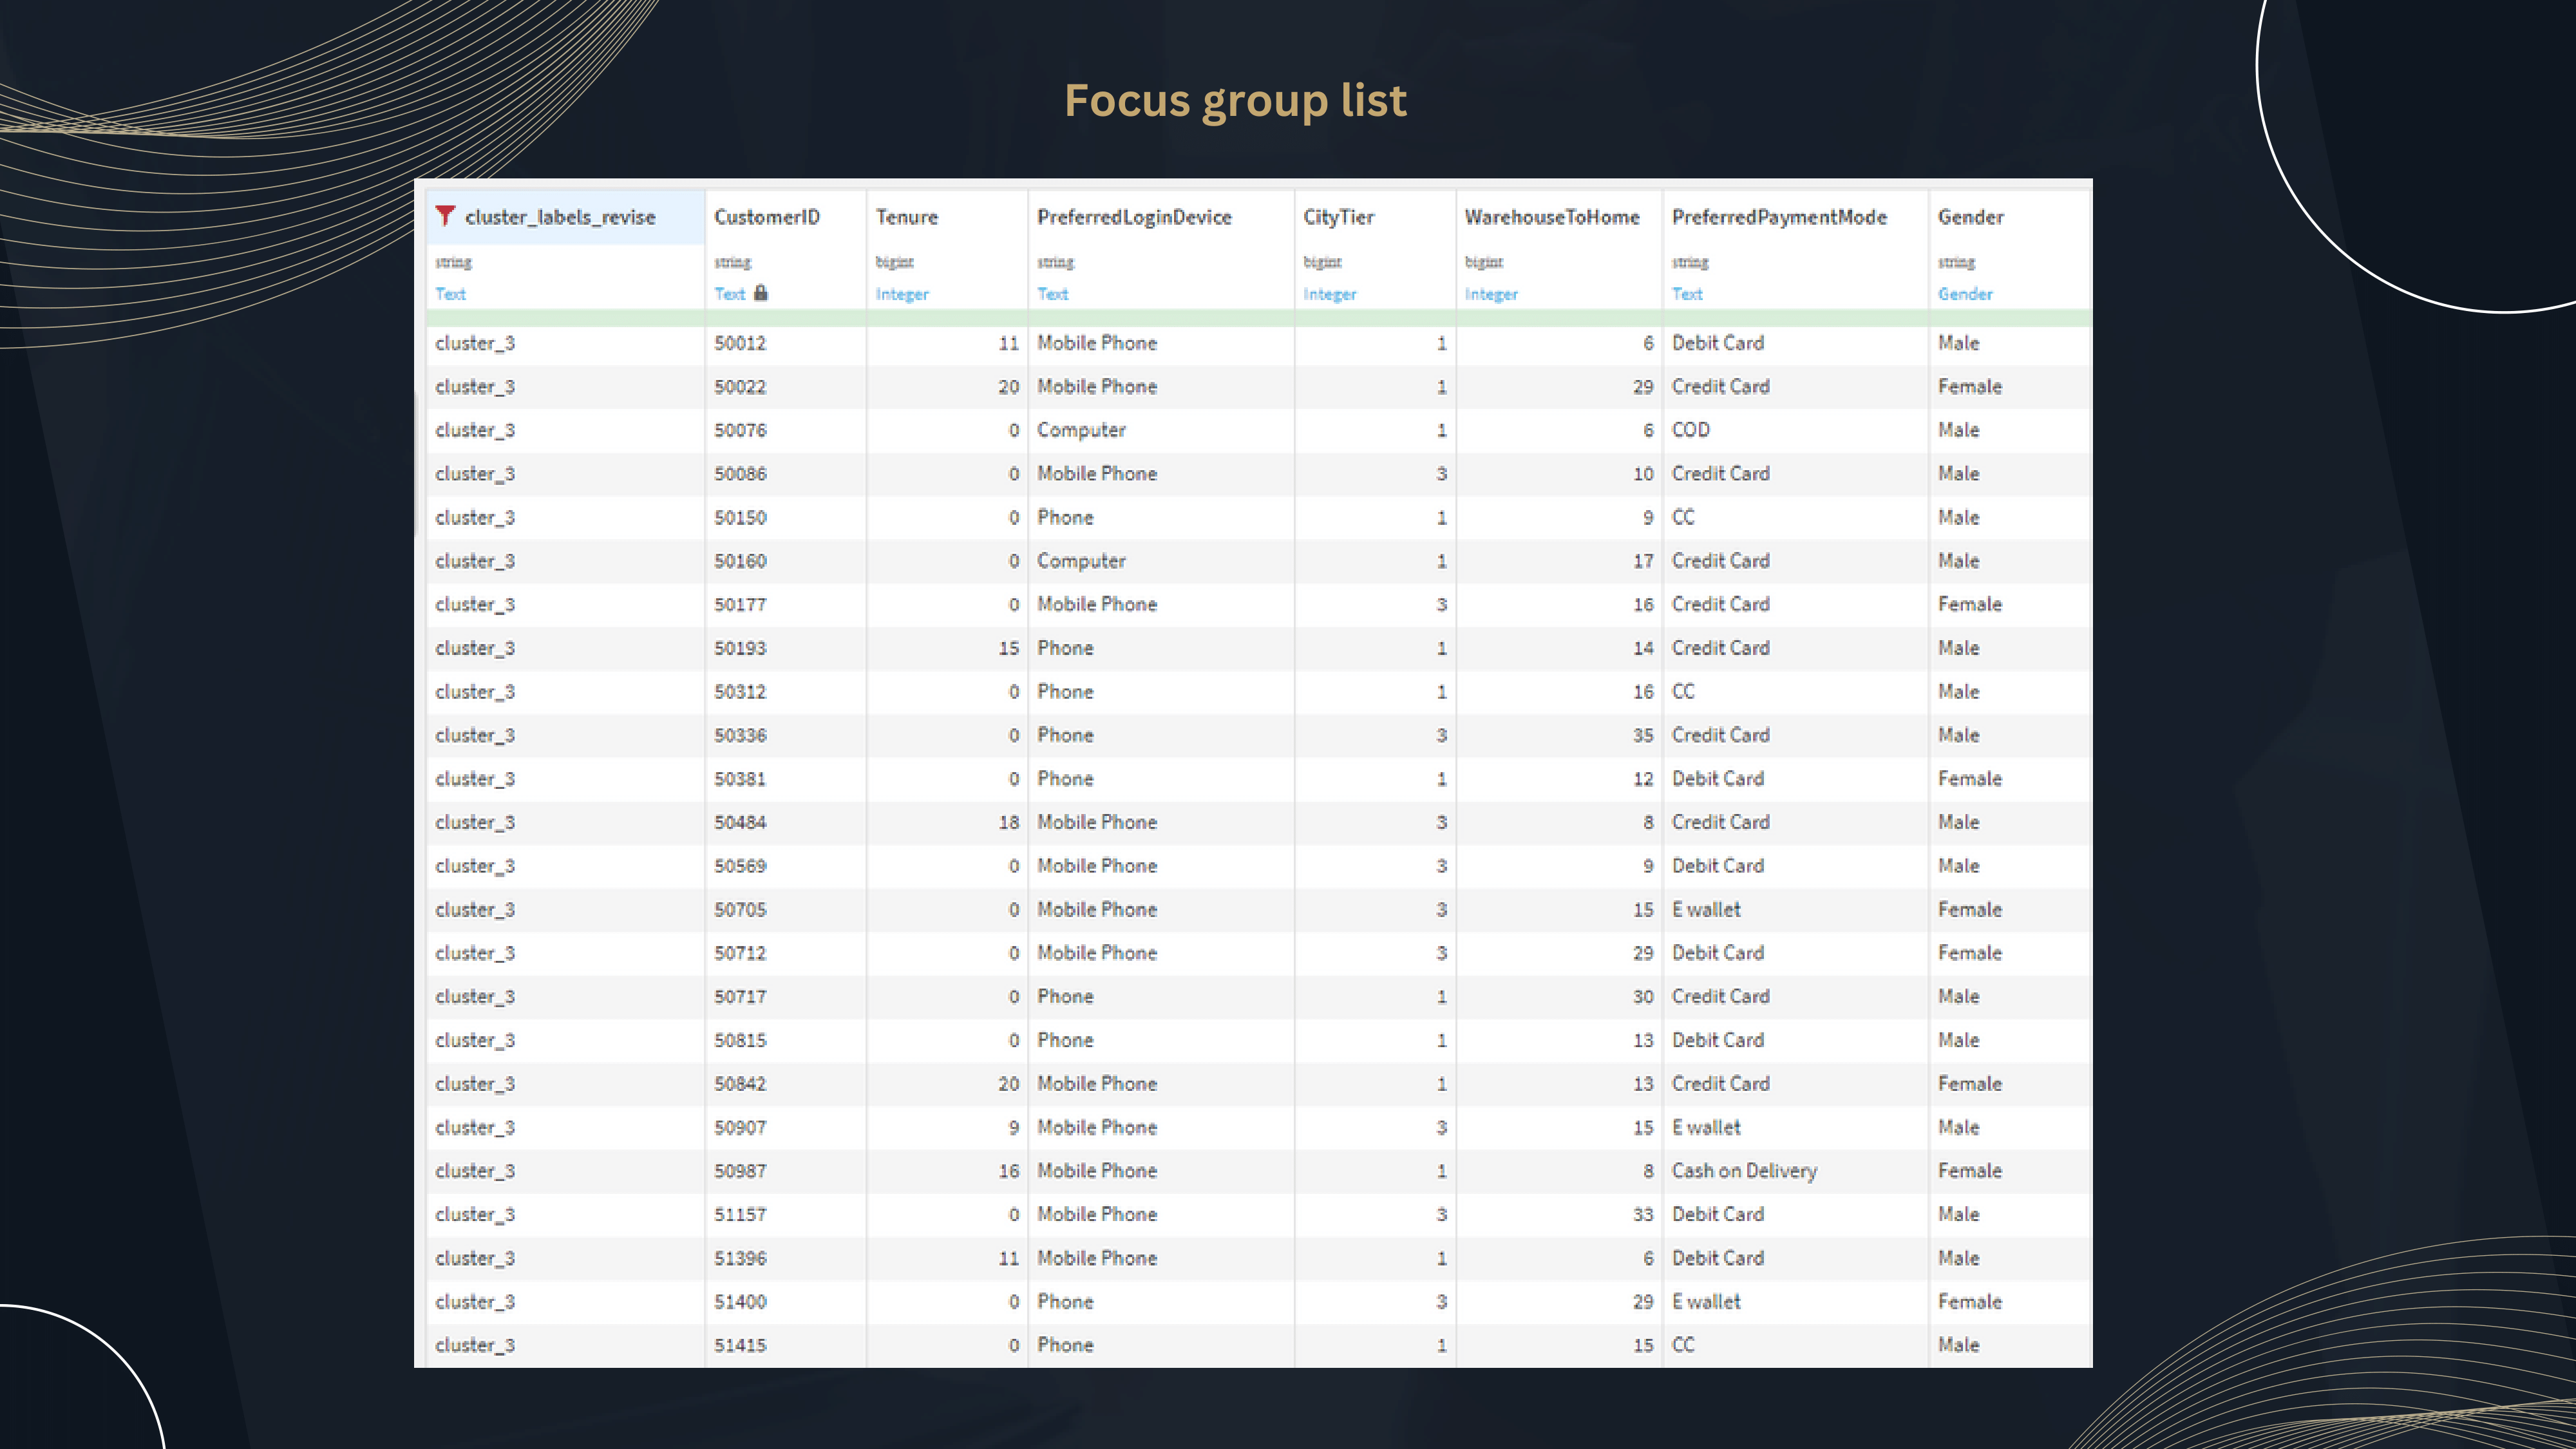 Focus group list
cluster_labels_revise CustomerID Tenure PreferredLoginDevice CityTier WarehouseToHome PreferredPaymentMode Gender
string string bigint string bigint bigint string string
Text Text Integer Text Integer Integer Text Gender
cluster_3 50012 11 Mobile Phone 1 6 Debit Card Male
cluster_3 50022 20 Mobile Phone 1 29 Credit Card Female
cluster_3 50076 0 Computer 1 6 COD Male
cluster_3 50086 0 Mobile Phone 3 10 Credit Card Male
cluster_3 50150 0 Phone 1 9 CC Male
cluster_3 50160 0 Computer 1 17 Credit Card Male
cluster_3 50177 0 Mobile Phone 3 16 Credit Card Female
cluster_3 50193 15 Phone 1 14 Credit Card Male
cluster_3 50312 0 Phone 1 16 CC Male
cluster_3 50336 0 Phone 3 35 Credit Card Male
cluster_3 50381 0 Phone 1 12 Debit Card Female
cluster_3 50484 18 Mobile Phone 3 8 Credit Card Male
cluster_3 50569 0 Mobile Phone 3 9 Debit Card Male
cluster_3 50705 0 Mobile Phone 3 15 E wallet Female
cluster_3 50712 0 Mobile Phone 3 29 Debit Card Female
cluster_3 50717 0 Phone 1 30 Credit Card Male
cluster_3 50815 0 Phone 1 13 Debit Card Male
cluster_3 50842 20 Mobile Phone 1 13 Credit Card Female
cluster_3 50907 9 Mobile Phone 3 15 E wallet Male
cluster_3 50987 16 Mobile Phone 1 8 Cash on Delivery Female
cluster_3 51157 0 Mobile Phone 3 33 Debit Card Male
cluster_3 51396 11 Mobile Phone 1 6 Debit Card Male
cluster_3 51400 0 Phone 3 29 E wallet Female
cluster_3 51415 0 Phone 1 15 CC Male